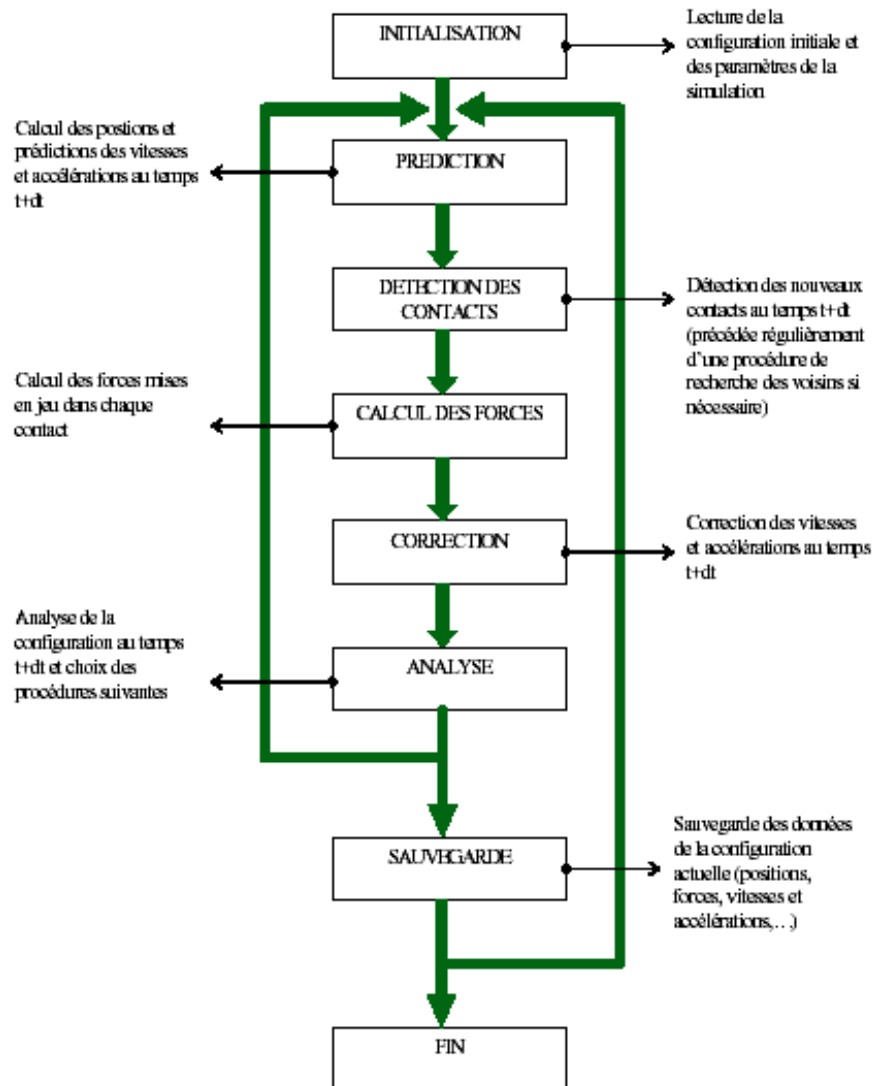 INITIALISATION
Lecture de la
configuration initiale et
des paramètres de la
simulation
Calcul des postions et
prédictions des vitesses
et accélérations au temps
t+dt
PREDICTION
DETECTION DES
CONTACTS
Détection des nouveaux
contacts au temps t+dt
(précédée régulièrement
d'une procédure de
recherche des voisins si
nécessaire)
Calcul des forces mises
en jeu dans chaque
contact
CALCUL DES FORCES
CORRECTION
Correction des vitesses
et accélérations au temps
t+dt
Analyse de la
configuration au temps
t+dt et choix des
procédures suivantes
ANALYSE
SAUVEGARDE
Sauvegarde des données
de la configuration
actuelle (positions,
forces, vitesses et
accélérations,…)
FIN